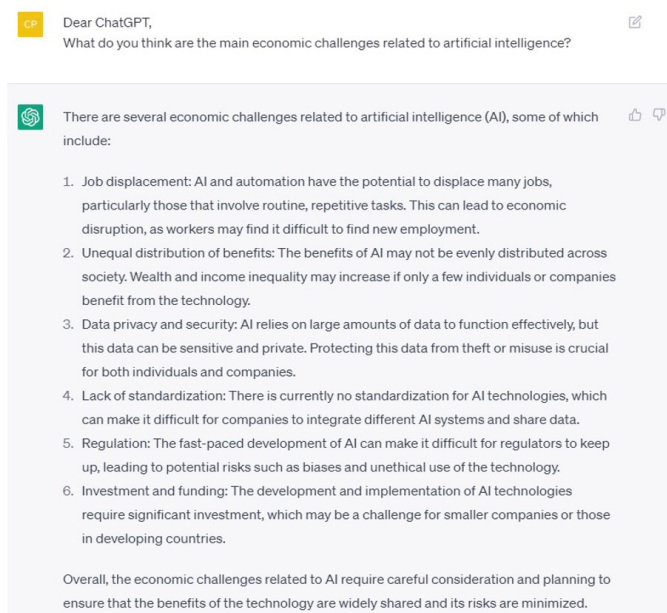 CP
Dear ChatGPT,
What do you think are the main economic challenges related to artificial intelligence?
There are several economic challenges related to artificial intelligence (AI), some of which
include:
1. Job displacement: AI and automation have the potential to displace many jobs,
particularly those that involve routine, repetitive tasks. This can lead to economic
disruption, as workers may find it difficult to find new employment.
2. Unequal distribution of benefits: The benefits of AI may not be evenly distributed across
society. Wealth and income inequality may increase if only a few individuals or companies
benefit from the technology.
3. Data privacy and security: AI relies on large amounts of data to function effectively, but
this data can be sensitive and private. Protecting this data from theft or misuse is crucial
for both individuals and companies.
4. Lack of standardization: There is currently no standardization for AI technologies, which
can make it difficult for companies to integrate different AI systems and share data.
5. Regulation: The fast-paced development of AI can make it difficult for regulators to keep
up, leading to potential risks such as biases and unethical use of the technology.
6. Investment and funding: The development and implementation of AI technologies
require significant investment, which may be a challenge for smaller companies or those
in developing countries.
Overall, the economic challenges related to AI require careful consideration and planning to
ensure that the benefits of the technology are widely shared and its risks are minimized.